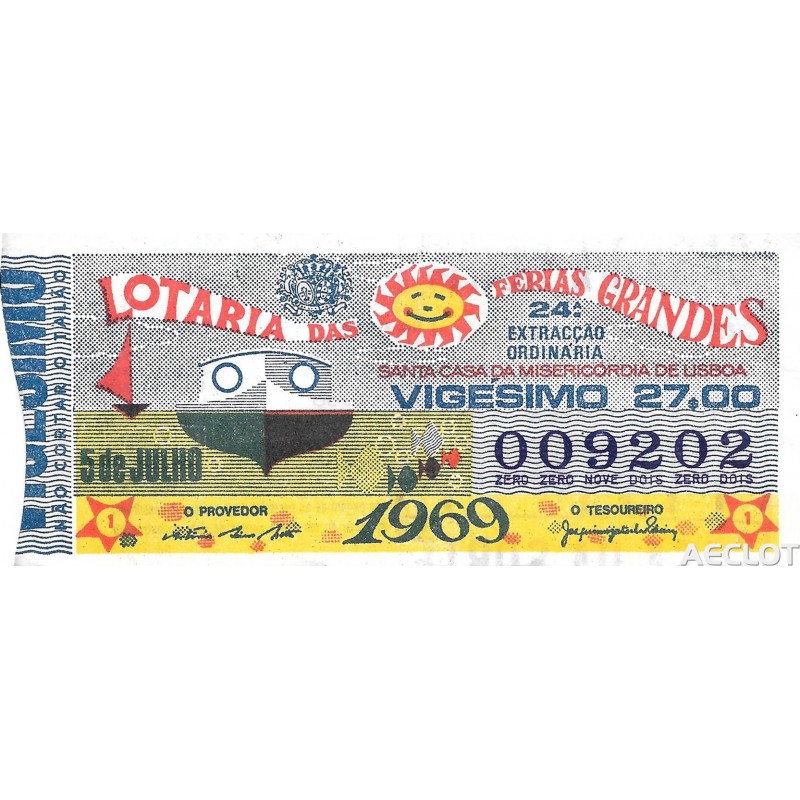 NÃO CORTAR O TALÃO
LOTARIA DAS FERIAS GRANDES
24ª
EXTRACÇÃO
ORDINÁRIA
SANTA CASA DA MISERICÓRDIA DE LISBOA
VIGÉSIMO 27.00
009202
ZERO ZERO NOVE DOIS ZERO DOIS
5 de JULHO
1
O PROVEDOR
1969
O TESOUREIRO
1
AECLOT